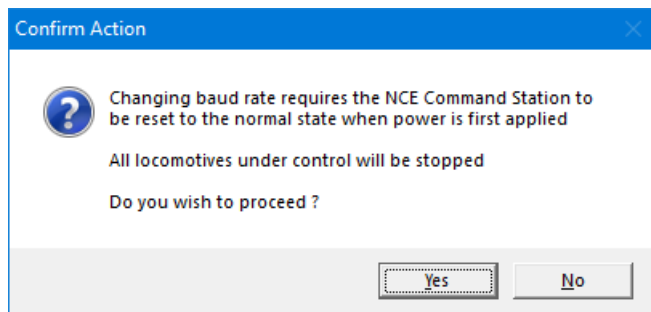 Confirm Action
Changing baud rate requires the NCE Command Station to
be reset to the normal state when power is first applied
All locomotives under control will be stopped
Do you wish to proceed ?
Yes
No